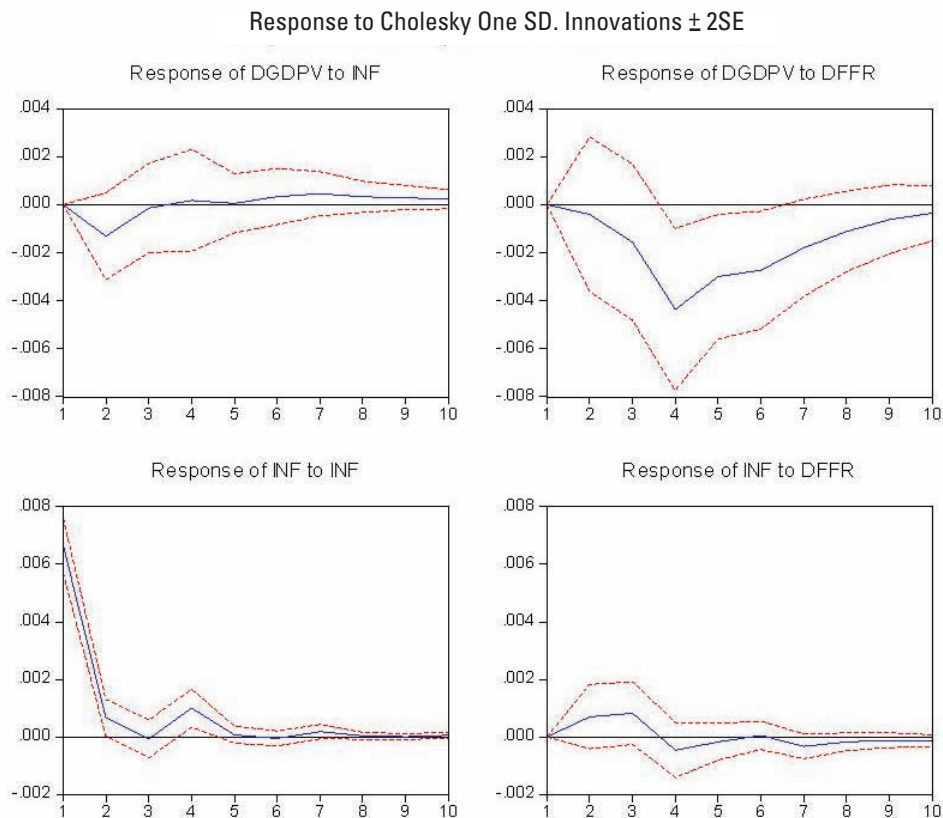 Response to Cholesky One SD. Innovations ± 2SE
Response of DGDPV to INF
.004
.002
.000
-.002
-.004
-.006
-.008
1 2 3 4 5 6 7 8 9 10
Response of DGDPV to DFFR
.004
.002
.000
-.002
-.004
-.006
-.008
1 2 3 4 5 6 7 8 9 10
Response of INF to INF
.008
.006
.004
.002
.000
-.002
1 2 3 4 5 6 7 8 9 10
Response of INF to DFFR
.008
.006
.004
.002
.000
-.002
1 2 3 4 5 6 7 8 9 10